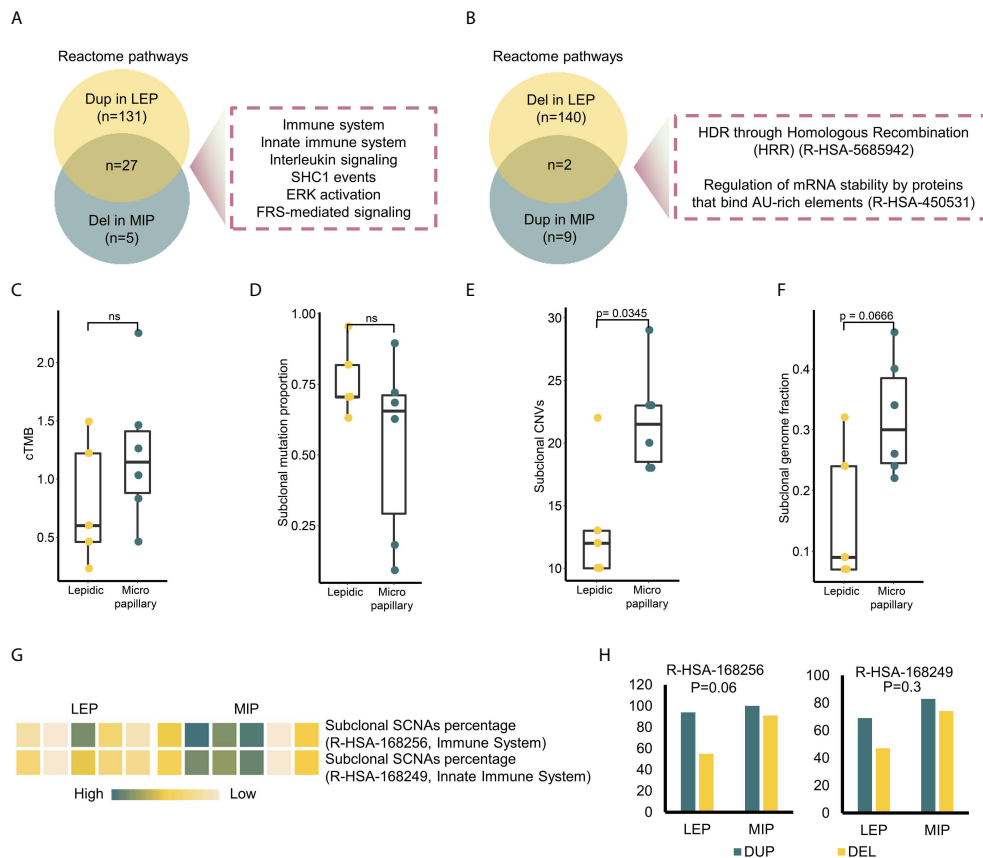 A
Reactome pathways
Dup in LEP
(n=131)
n=27
Del in MIP
(n=5)
Immune system
Innate immune system
Interleukin signaling
SHC1 events
ERK activation
FRS-mediated signaling
B
Reactome pathways
Del in LEP
(n=140)
n=2
Dup in MIP
(n=9)
HDR through Homologous Recombination
(HRR) (R-HSA-5685942)
Regulation of mRNA stability by proteins
that bind AU-rich elements (R-HSA-450531)
C
cTMB
2.0
1.5
1.0
0.5
ns
Lepidic
Micro
papillary
D
Subclonal mutation proportion
1.00
0.75
0.50
0.25
ns
Lepidic
Micro
papillary
E
Subclonal CNVs
30
25
20
15
10
p= 0.0345
Lepidic
Micro
papillary
F
Subclonal genome fraction
0.4
0.3
0.2
0.1
p = 0.0666
Lepidic
Micro
papillary
G
LEP
MIP
Subclonal SCNAs percentage
(R-HSA-168256, Immune System)
Subclonal SCNAs percentage
(R-HSA-168249, Innate Immune System)
High
Low
H
R-HSA-168256
P=0.06
120
100
80
60
40
20
0
LEP
MIP
R-HSA-168249
P=0.3
100
80
60
40
20
0
LEP
MIP
DUP
DEL